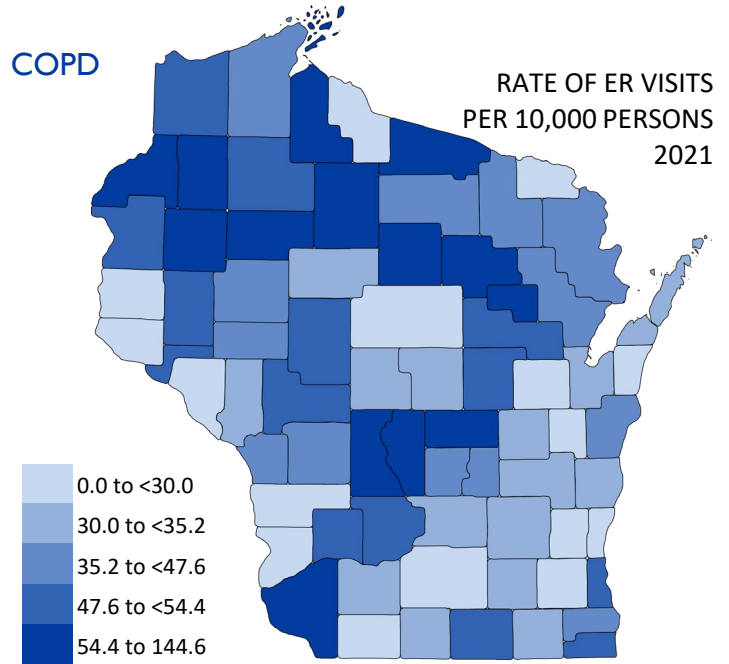 COPD
RATE OF ER VISITS
PER 10,000 PERSONS
2021
0.0 to <30.0
30.0 to <35.2
35.2 to <47.6
47.6 to <54.4
54.4 to 144.6